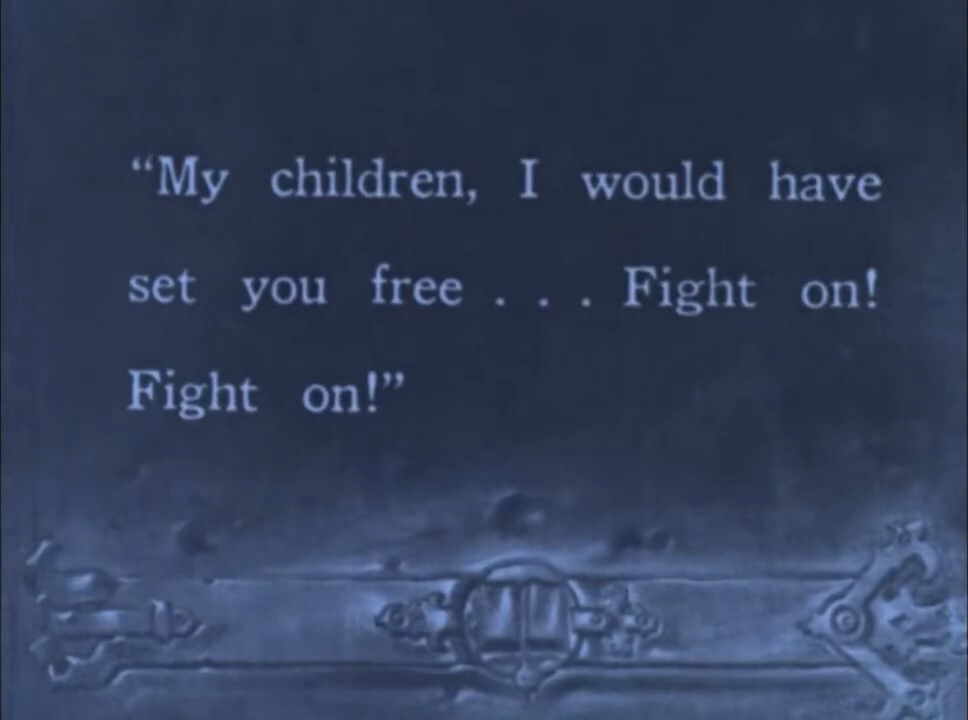 “My children, I would have
set you free . . . Fight on!
Fight on!”